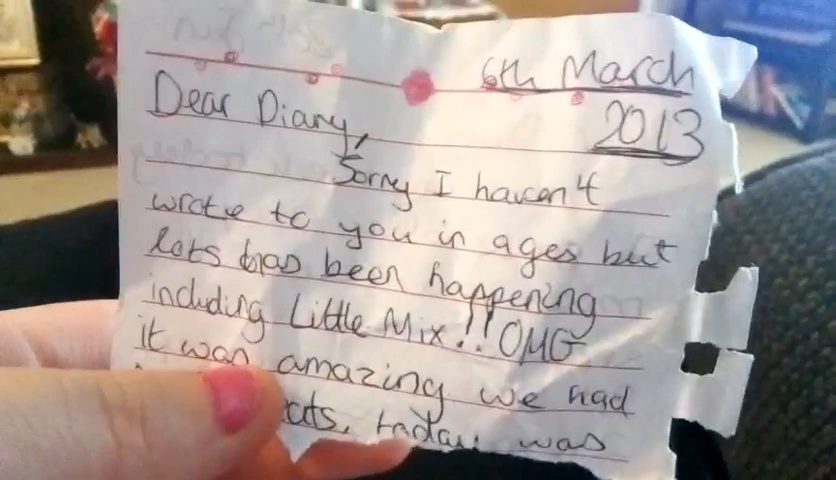 6th March
2013
Dear Diary,
Sorry I haven't
wrote to you in ages but
lots has been happening
including Little Mix!! OMG
it was amazing we had
today was